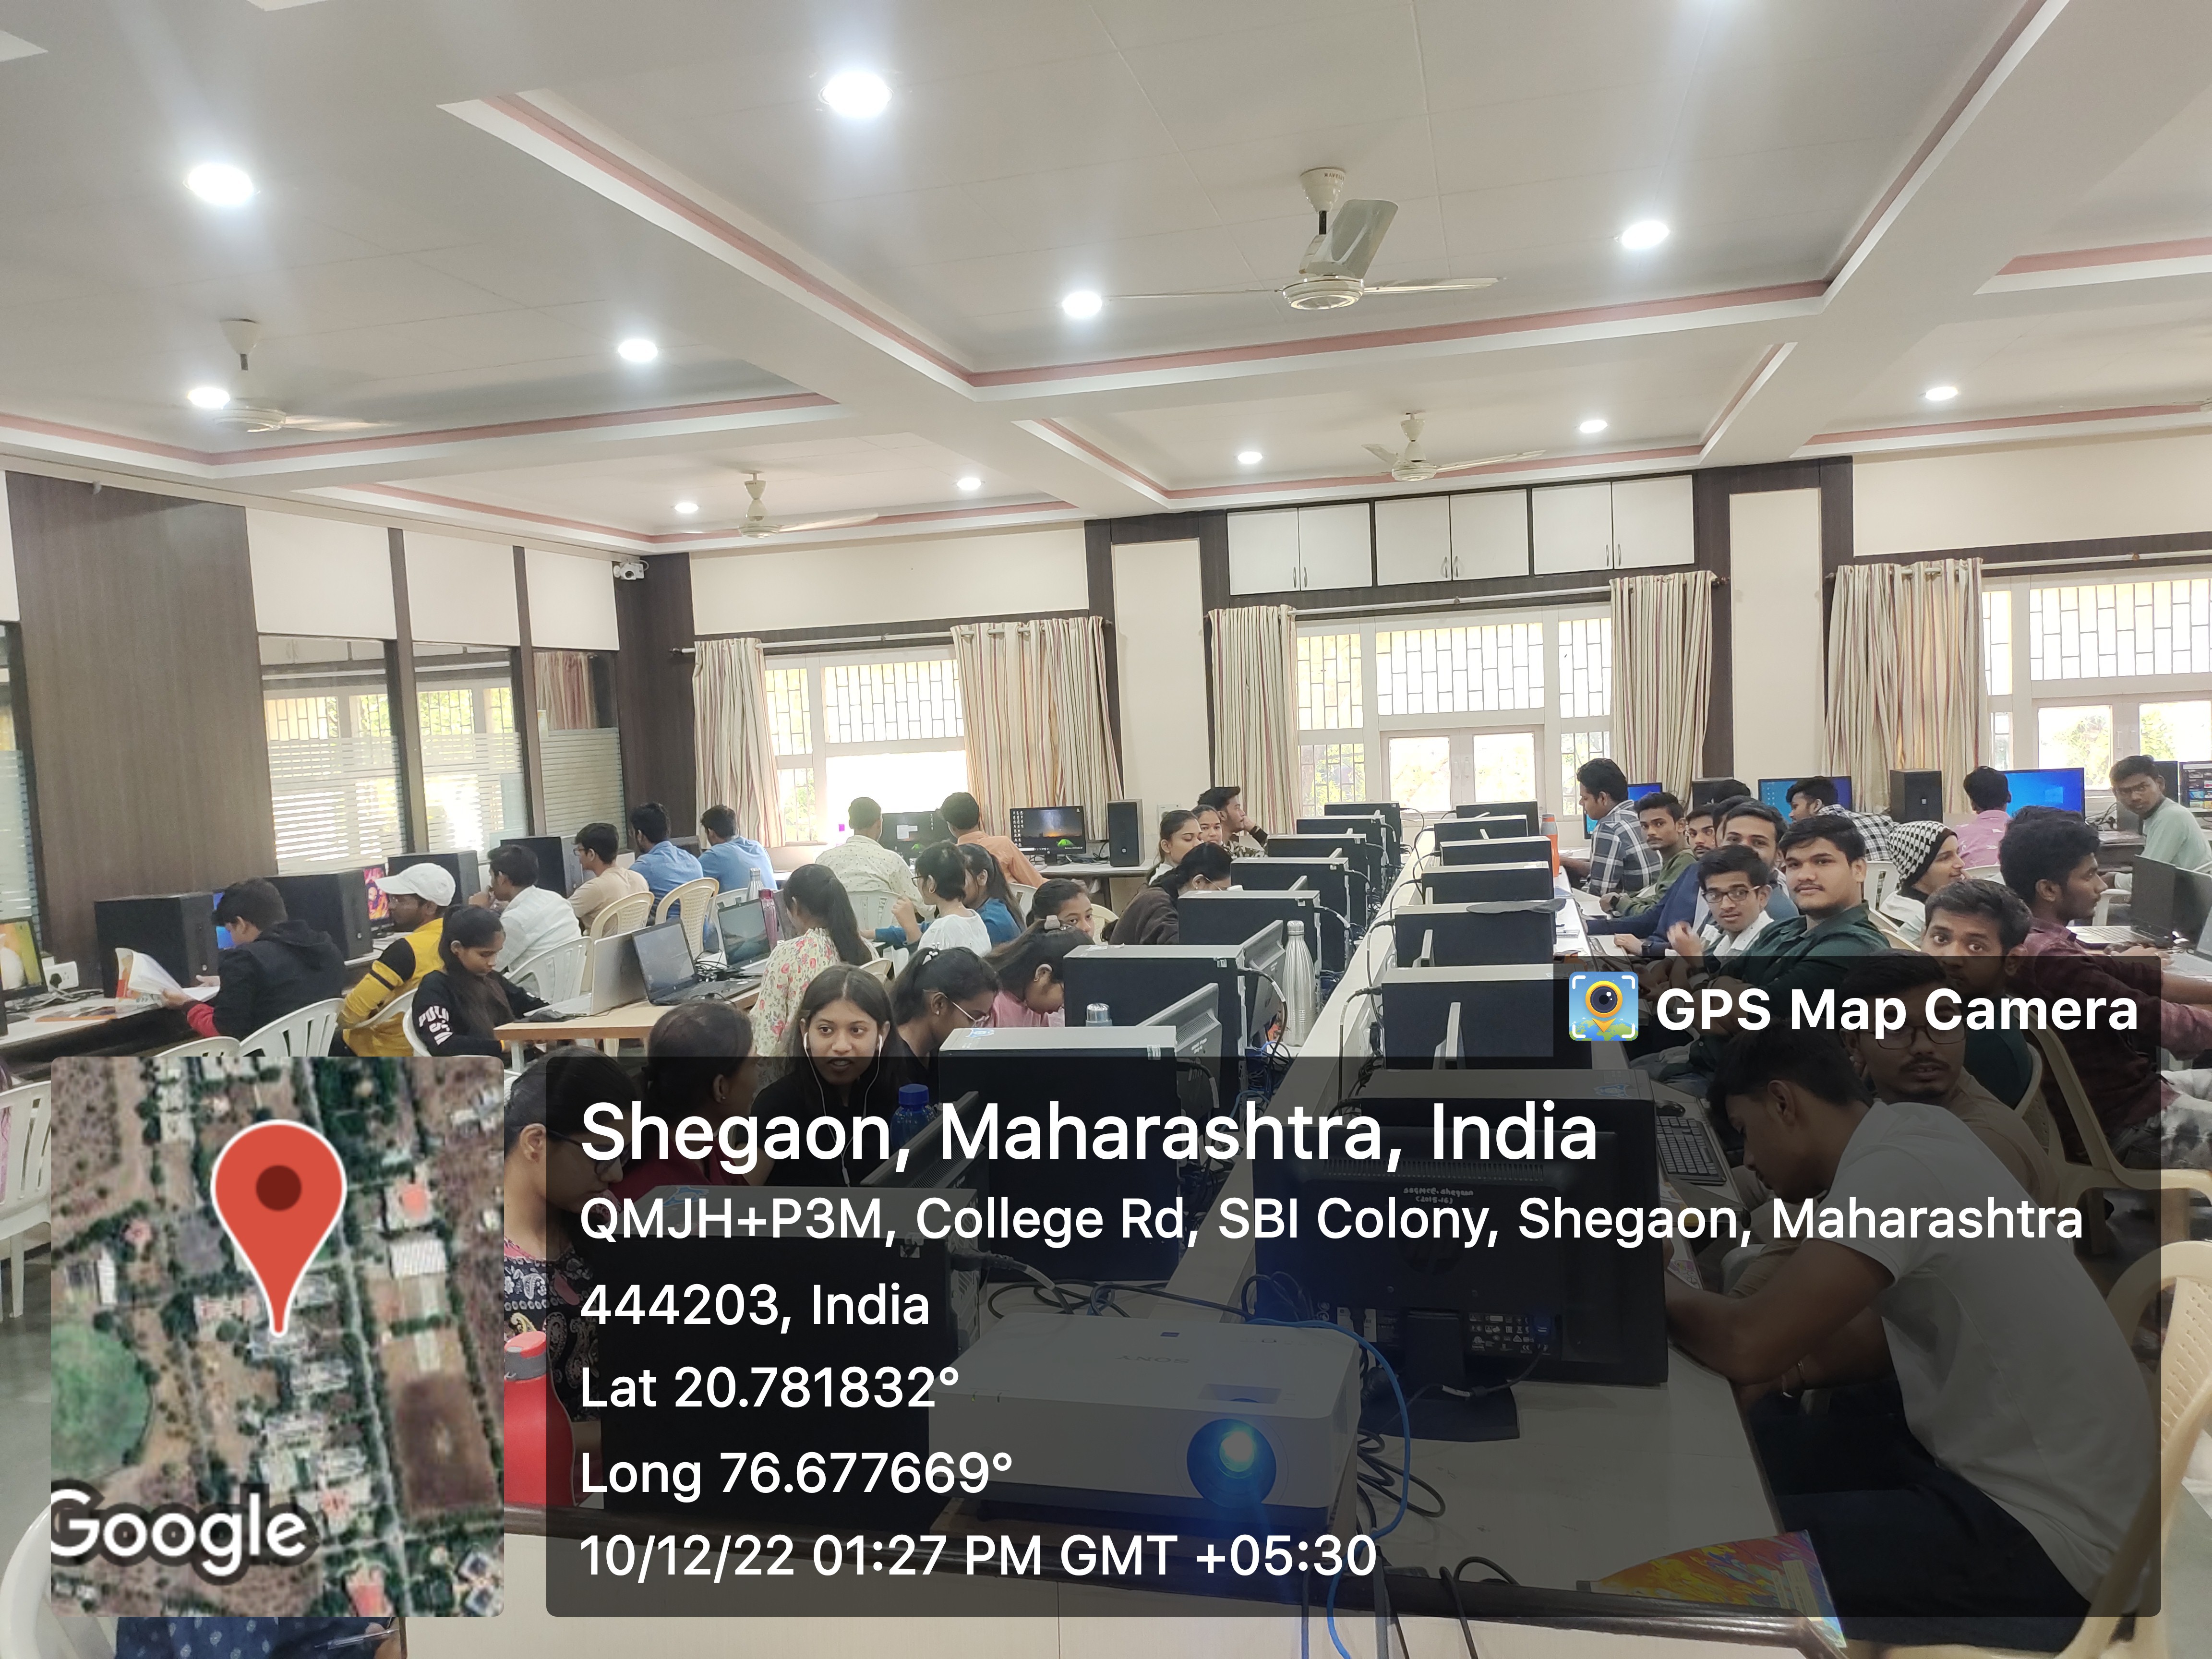 GPS Map Camera
Shegaon, Maharashtra, India
QMJH+P3M, College Rd, SBI Colony, Shegaon, Maharashtra
444203, India
Lat 20.781832°
Long 76.677669°
10/12/22 01:27 PM GMT +05:30
Google
SONY